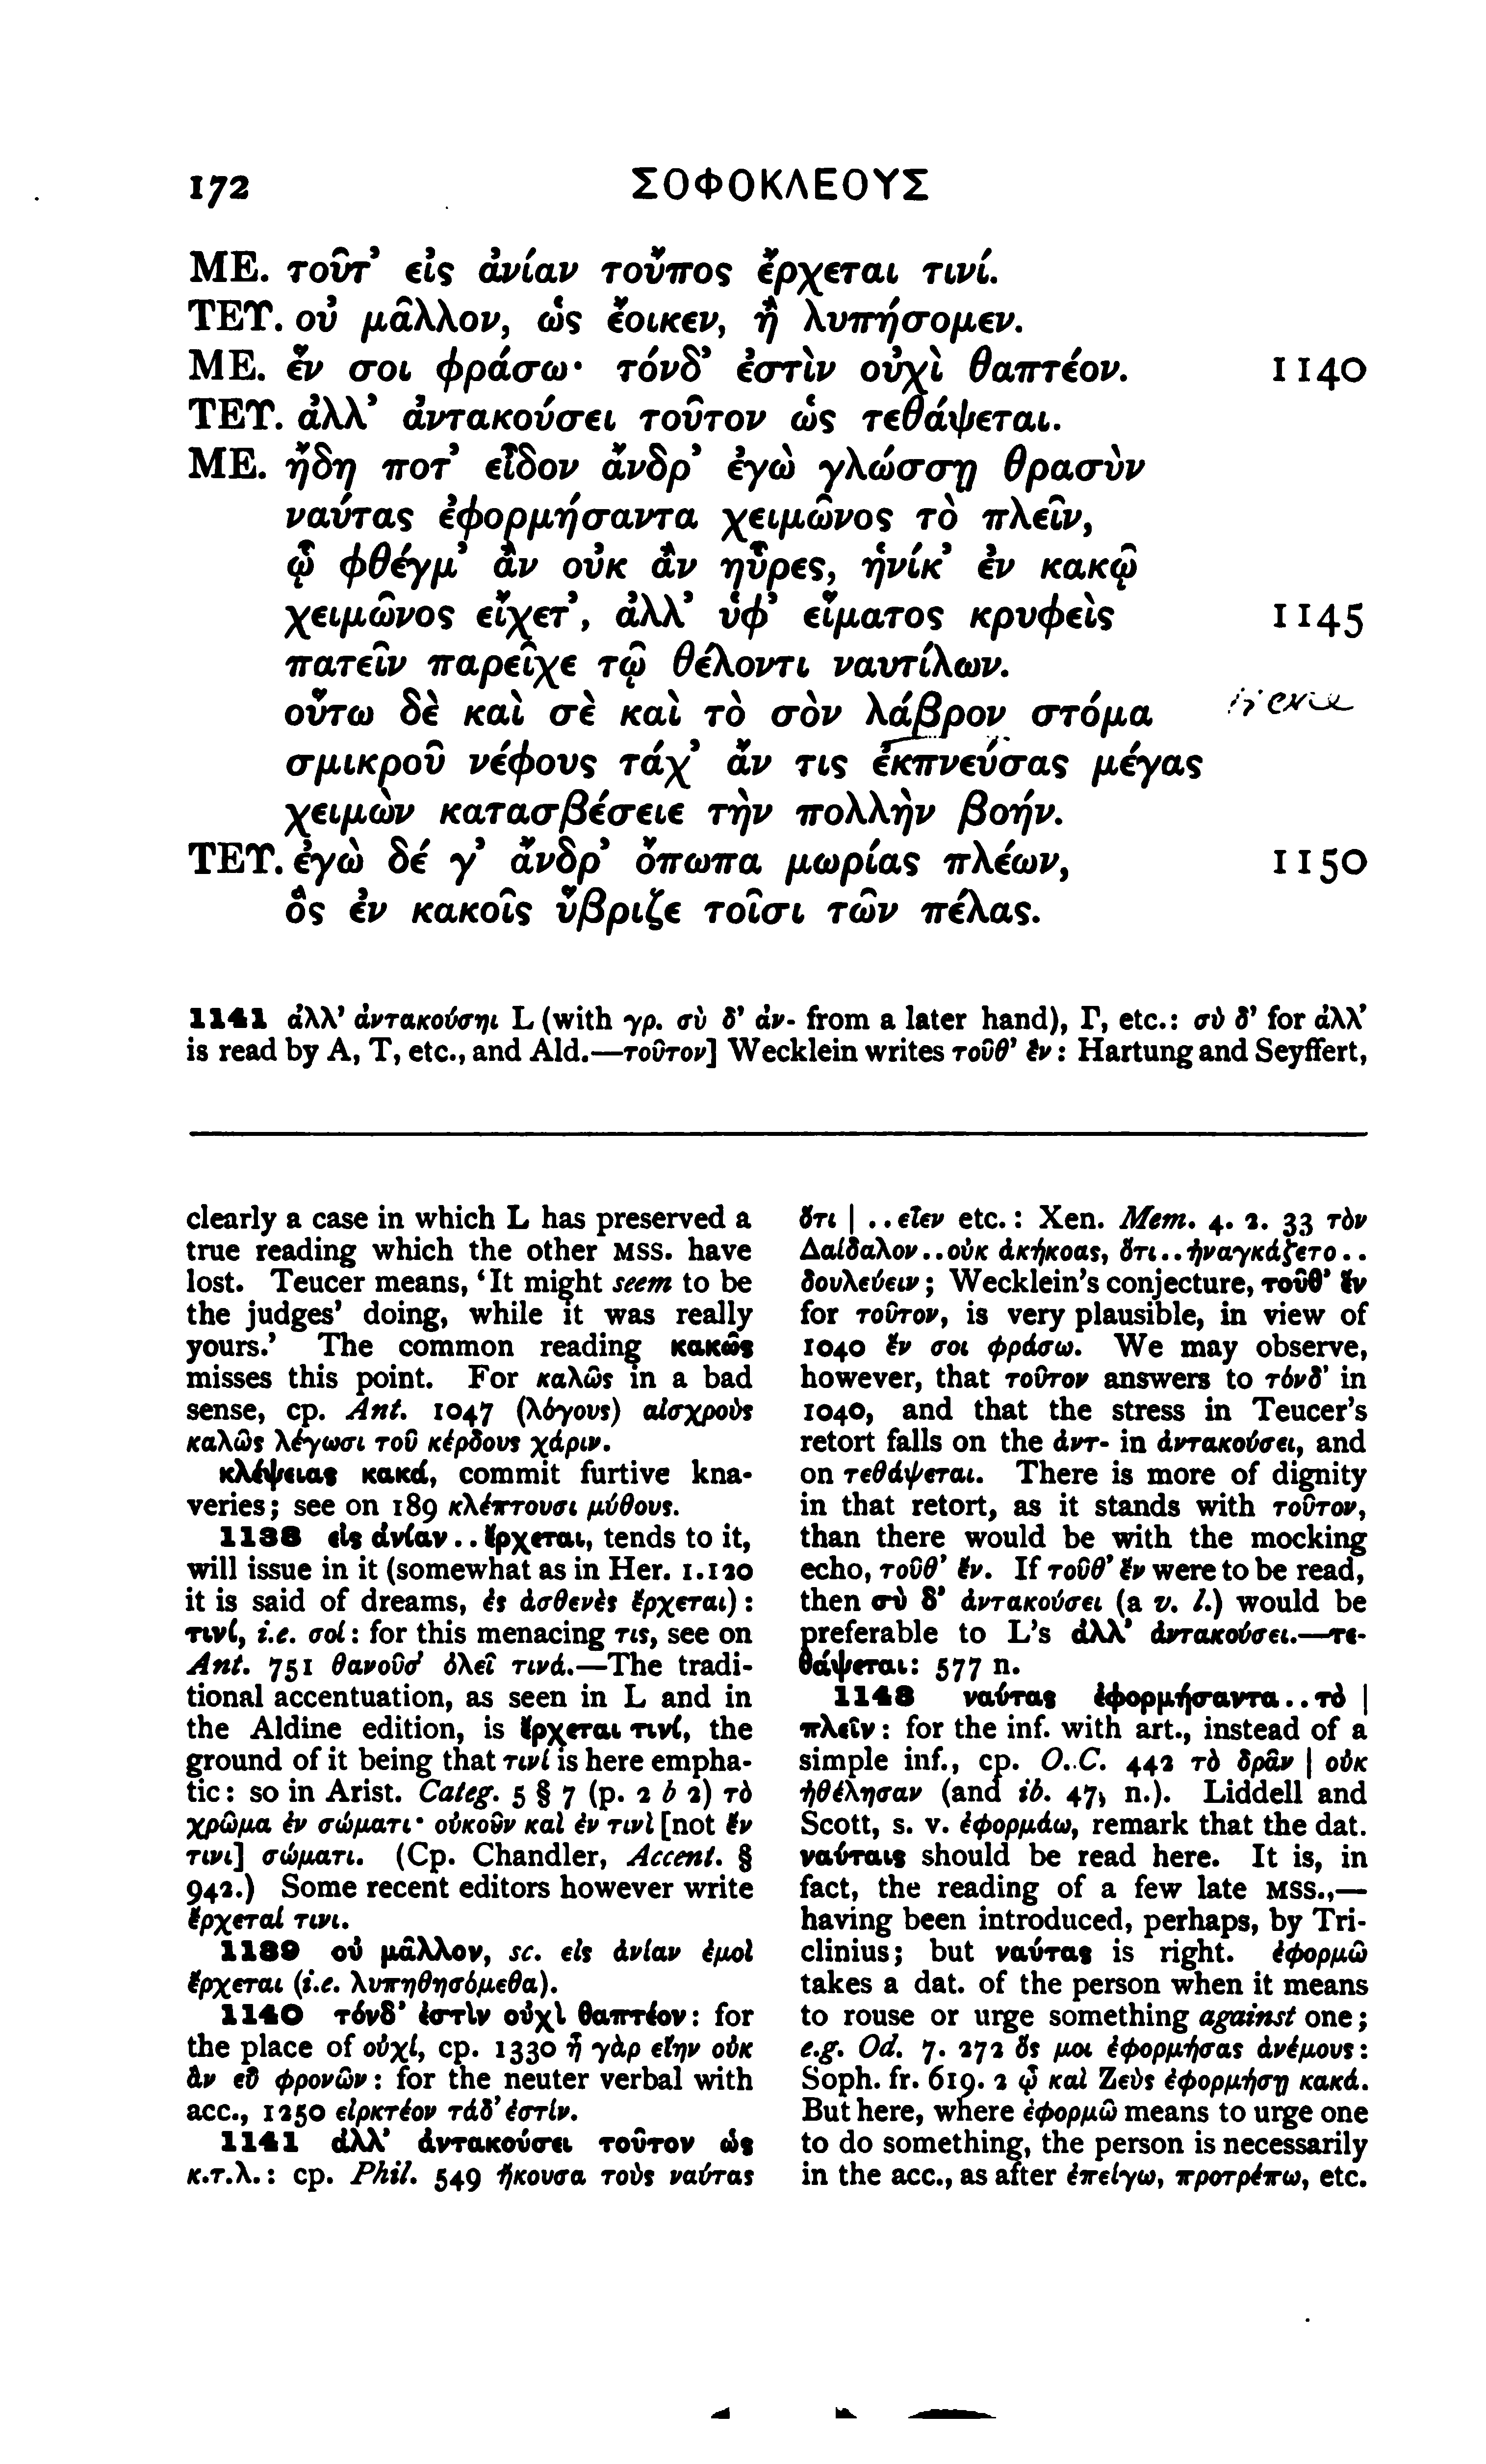 172 ΣΟΦΟΚΛΕΟΥΣ
ΜΕ. τοῦτ’ εἰς ἀνίαν τοὔπος ἔρχεται τινί.
ΤΕΥ. οὐ μᾶλλον, ὡς ἔοικεν, ἢ λυπήσομεν.
ΜΕ. ἕν σοι φράσω· τόνδ’ ἐστὶν οὐχὶ θαπτέον. 1140
ΤΕΥ. ἀλλ’ ἀντακούσει τοῦτον ὡς τεθάψεται.
ΜΕ. ἤδη ποτ’ εἶδον ἄνδρ’ ἐγὼ γλώσσῃ θρασὺν
ναύτας ἐφορμήσαντα χειμῶνος τὸ πλεῖν,
ᾧ φθέγμ’ ἂν οὐκ ἂν ηὗρες, ἡνίκ’ ἐν κακῷ
χειμῶνος εἴχετ’, ἀλλ’ ὑφ’ εἵματος κρυφεὶς 1145
πατεῖν παρεῖχε τῷ θέλοντι ναυτίλων.
οὕτω δὲ καὶ σὲ καὶ τὸ σὸν λάβρον στόμα
σμικροῦ νέφους τάχ’ ἄν τις ἐκπνεύσας μέγας
χειμὼν κατασβέσειε τὴν πολλὴν βοήν.
ΤΕΥ. ἐγὼ δέ γ’ ἄνδρ’ ὄπωπα μωρίας πλέων, 1150
ὃς ἐν κακοῖς ὕβριζε τοῖσι τῶν πέλας.
1141 ἀλλ’ ἀντακούσηι L (with γρ. σὺ δ’ ἀν- from a later hand), Γ, etc.: σὺ δ’ for ἀλλ’
is read by A, T, etc., and Ald.—τοῦτον] Wecklein writes τοῦθ’ ἓν: Hartung and Seyffert,
clearly a case in which L has preserved a
true reading which the other MSS. have
lost. Teucer means, ‘It might seem to be
the judges’ doing, while it was really
yours.’ The common reading κακῶς
misses this point. For καλῶς in a bad
sense, cp. Ant. 1047 (λόγους) αἰσχροὺς
καλῶς λέγωσι τοῦ κέρδους χάριν.
κλέψειας κακά, commit furtive kna-
veries; see on 189 κλέπτουσι μύθους.
1138 εἰς ἀνίαν..ἔρχεται, tends to it,
will issue in it (somewhat as in Her. 1.120
it is said of dreams, ἐς ἀσθενὲς ἔρχεται):
τινί, i.e. σοί: for this menacing τις, see on
Ant. 751 θανοῦσ’ ὀλεῖ τινά.—The tradi-
tional accentuation, as seen in L and in
the Aldine edition, is ἔρχεται τινί, the
ground of it being that τινί is here empha-
tic: so in Arist. Categ. 5 § 7 (p. 2 b 2) τὸ
χρῶμα ἐν σώματι· οὐκοῦν καὶ ἐν τινὶ [not ἔν
τινι] σώματι. (Cp. Chandler, Accent. §
942.) Some recent editors however write
ἔρχεταί τινι.
1139 οὐ μᾶλλον, sc. εἰς ἀνίαν ἐμοὶ
ἔρχεται (i.e. λυπηθησόμεθα).
1140 τόνδ’ ἐστὶν οὐχὶ θαπτέον: for
the place of οὐχί, cp. 1330 ἦ γὰρ εἴην οὐκ
ἂν εὖ φρονῶν: for the neuter verbal with
acc., 1250 εἰρκτέον τάδ’ ἐστίν.
1141 ἀλλ’ ἀντακούσει τοῦτον ὡς
κ.τ.λ.: cp. Phil. 549 ἤκουσα τοὺς ναύτας
ὅτι | ..εἶεν etc.: Xen. Mem. 4. 2. 33 τὸν
Δαίδαλον..οὐκ ἀκήκοας, ὅτι..ἠναγκάζετο..
δουλεύειν; Wecklein’s conjecture, τοῦθ’ ἓν
for τοῦτον, is very plausible, in view of
1040 ἕν σοι φράσω. We may observe,
however, that τοῦτον answers to τόνδ’ in
1040, and that the stress in Teucer’s
retort falls on the ἀντ- in ἀντακούσει, and
on τεθάψεται. There is more of dignity
in that retort, as it stands with τοῦτον,
than there would be with the mocking
echo, τοῦθ’ ἓν. If τοῦθ’ ἓν were to be read,
then σὺ δ’ ἀντακούσει (a v. l.) would be
preferable to L’s ἀλλ’ ἀντακούσει.—τε-
θάψεται: 577 n.
1143 ναύτας ἐφορμήσαντα..τὸ |
πλεῖν: for the inf. with art., instead of a
simple inf., cp. O. C. 442 τὸ δρᾶν | οὐκ
ἠθέλησαν (and ib. 47, n.). Liddell and
Scott, s. v. ἐφορμάω, remark that the dat.
ναύταις should be read here. It is, in
fact, the reading of a few late MSS.,—
having been introduced, perhaps, by Tri-
clinius; but ναύτας is right. ἐφορμῶ
takes a dat. of the person when it means
to rouse or urge something against one;
e.g. Od. 7. 272 ὅς μοι ἐφορμήσας ἀνέμους:
Soph. fr. 619. 2 ᾧ καὶ Ζεὺς ἐφορμήσῃ κακά.
But here, where ἐφορμῶ means to urge one
to do something, the person is necessarily
in the acc., as after ἐπείγω, προτρέπω, etc.